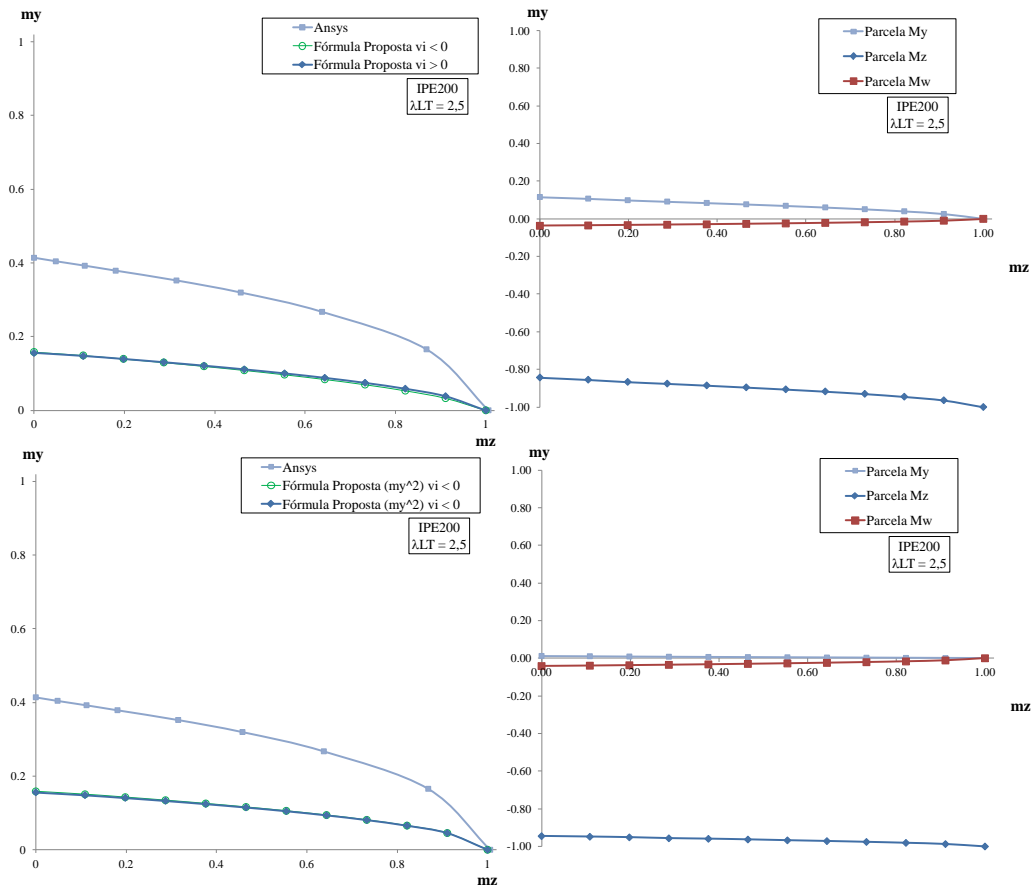 my
Ansys
Fórmula Proposta vi < 0
Fórmula Proposta vi > 0
IPE200
λLT = 2,5
1
0.8
0.6
0.4
0.2
0
0
0.2
0.4
0.6
0.8
1
mz
my
Parcela My
Parcela Mz
Parcela Mw
IPE200
λLT = 2,5
1.00
0.80
0.60
0.40
0.20
0.00
-0.20
-0.40
-0.60
-0.80
-1.00
0.00
0.20
0.40
0.60
0.80
1.00
mz
my
Ansys
Fórmula Proposta (my^2) vi < 0
Fórmula Proposta (my^2) vi < 0
IPE200
λLT = 2,5
1
0.8
0.6
0.4
0.2
0
0
0.2
0.4
0.6
0.8
1
mz
my
Parcela My
Parcela Mz
Parcela Mw
IPE200
λLT = 2,5
1.00
0.80
0.60
0.40
0.20
0.00
-0.20
-0.40
-0.60
-0.80
-1.00
0.00
0.20
0.40
0.60
0.80
1.00
mz